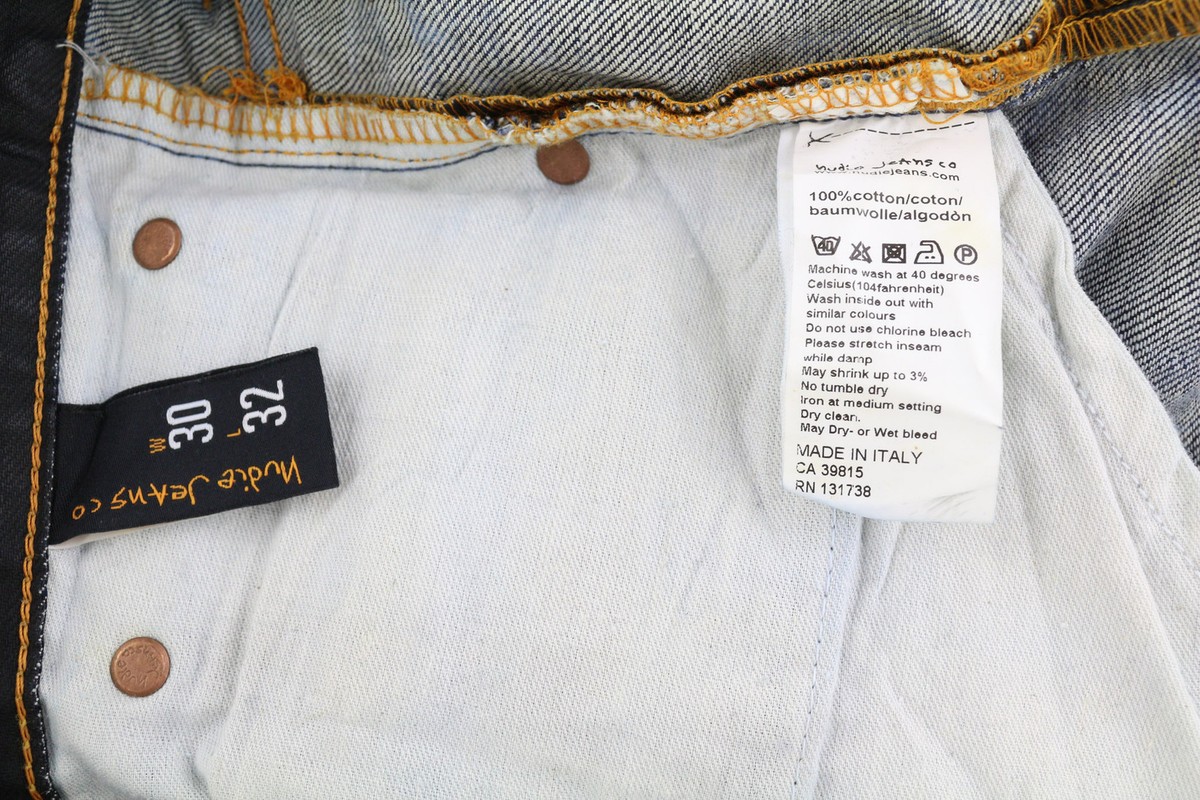 W 30
L 32
Nudie Jeans co
nudie jeans co
www.nudiejeans.com
100%cotton/coton/
baumwolle/algodòn
40
P
Machine wash at 40 degrees
Celsius(104fahrenheit)
Wash inside out with
similar colours
Do not use chlorine bleach
Please stretch inseam
while damp
May shrink up to 3%
No tumble dry
Iron at medium setting
Dry clean.
May Dry- or Wet bleed
MADE IN ITALY
CA 39815
RN 131738